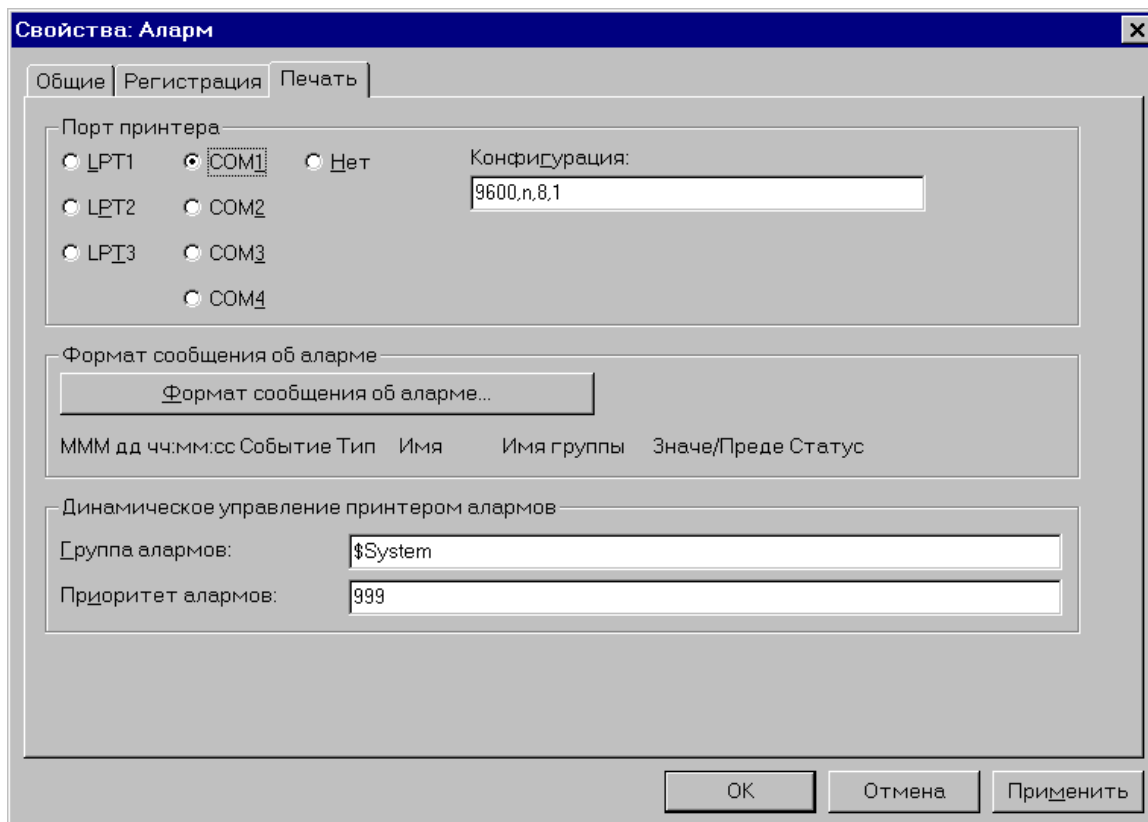 Свойства: Аларм
Общие Регистрация Печать
Порт принтера
LPT1 COM1 Нет Конфигурация:
9600,n,8,1
LPT2 COM2
LPT3 COM3
COM4
Формат сообщения об аларме
Формат сообщения об аларме...
МММ дд чч:мм:сс Событие Тип Имя Имя группы Значе/Преде Статус
Динамическое управление принтером алармов
Группа алармов: $System
Приоритет алармов: 999
OK Отмена Применить